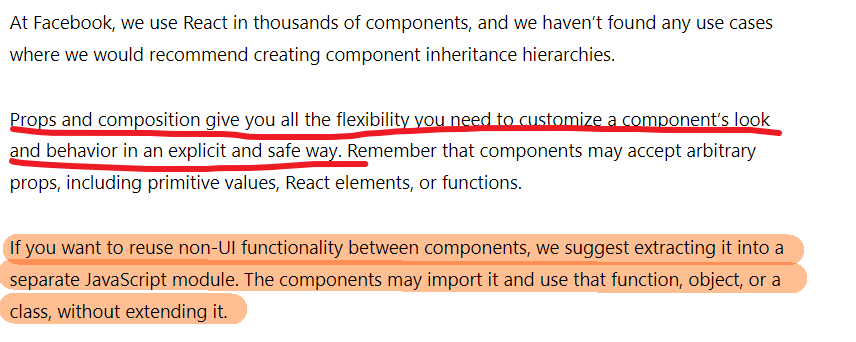 At Facebook, we use React in thousands of components, and we haven’t found any use cases
where we would recommend creating component inheritance hierarchies.
Props and composition give you all the flexibility you need to customize a component’s look
and behavior in an explicit and safe way. Remember that components may accept arbitrary
props, including primitive values, React elements, or functions.
If you want to reuse non-UI functionality between components, we suggest extracting it into a
separate JavaScript module. The components may import it and use that function, object, or a
class, without extending it.